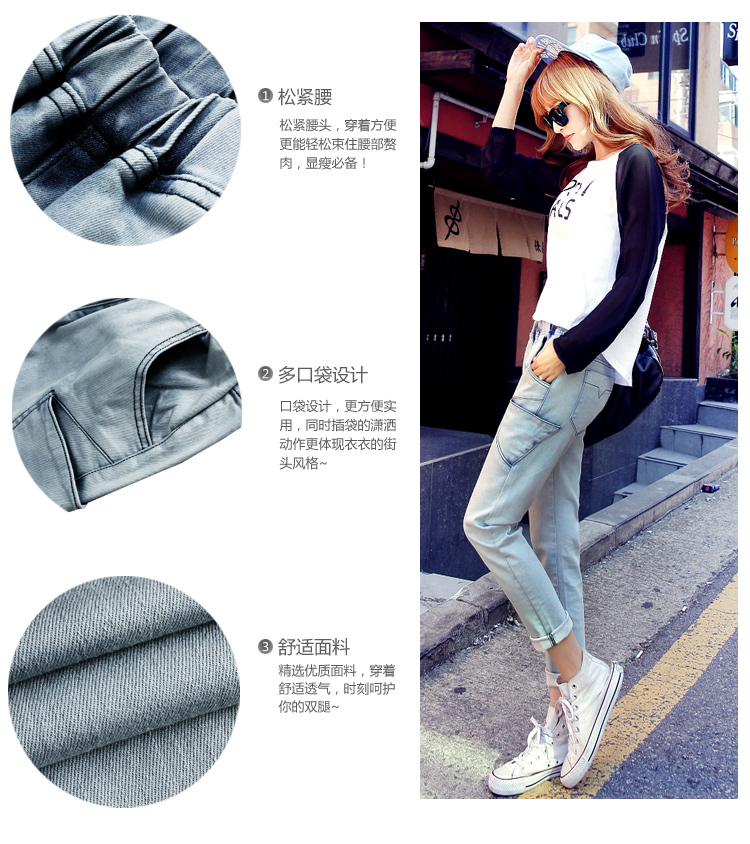 ❶ 松紧腰
松紧腰头，穿着方便
更能轻松束住腰部赘
肉，显瘦必备！
❷ 多口袋设计
口袋设计，更方便实
用，同时插袋的潇洒
动作更体现衣衣的街
头风格~
❸ 舒适面料
精选优质面料，穿着
舒适透气，时刻呵护
你的双腿~
ALS